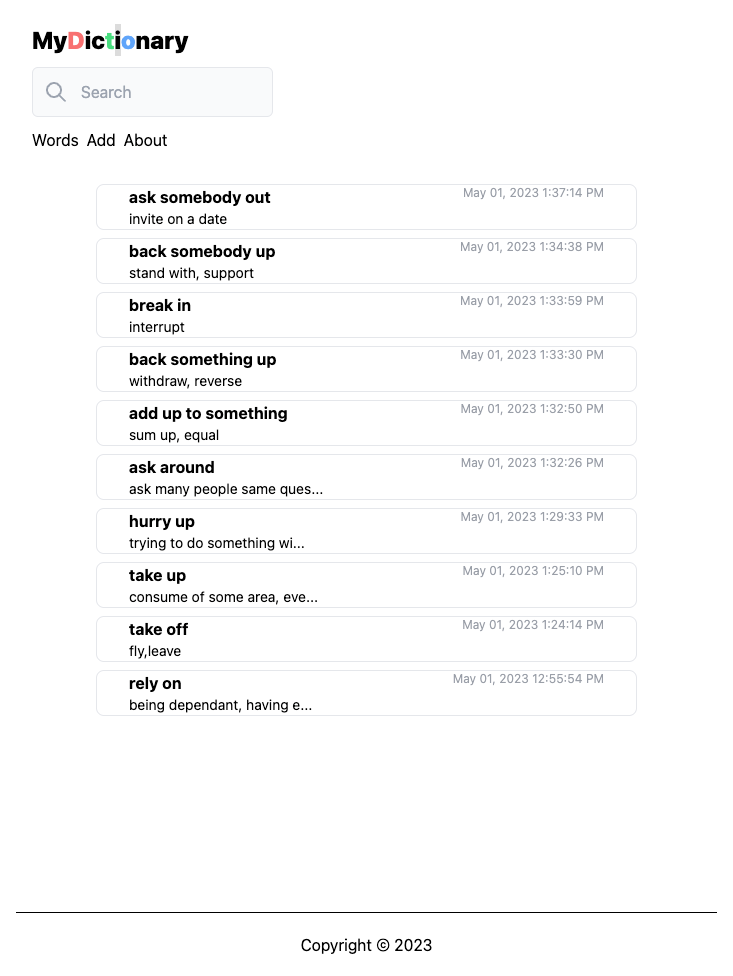 MyDictionary
Search
Words Add About
ask somebody out May 01, 2023 1:37:14 PM
invite on a date
back somebody up May 01, 2023 1:34:38 PM
stand with, support
break in May 01, 2023 1:33:59 PM
interrupt
back something up May 01, 2023 1:33:30 PM
withdraw, reverse
add up to something May 01, 2023 1:32:50 PM
sum up, equal
ask around May 01, 2023 1:32:26 PM
ask many people same ques...
hurry up May 01, 2023 1:29:33 PM
trying to do something wi...
take up May 01, 2023 1:25:10 PM
consume of some area, eve...
take off May 01, 2023 1:24:14 PM
fly,leave
rely on May 01, 2023 12:55:54 PM
being dependant, having e...
Copyright © 2023